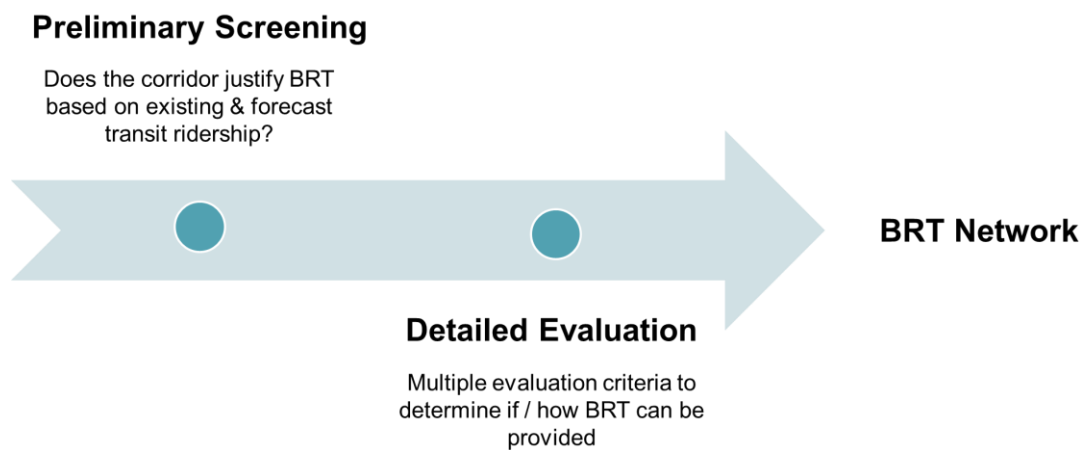 Preliminary Screening
Does the corridor justify BRT
based on existing & forecast
transit ridership?
BRT Network
Detailed Evaluation
Multiple evaluation criteria to
determine if / how BRT can be
provided